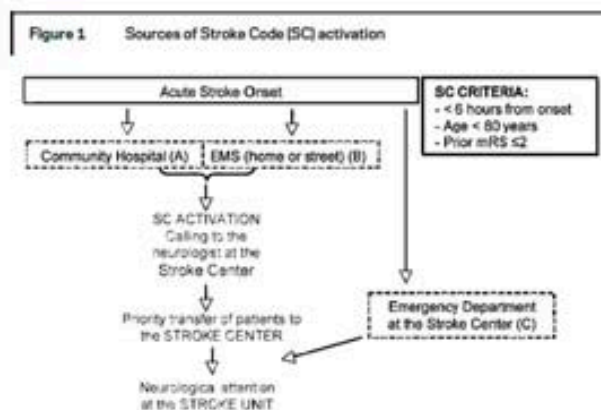 Figure 1 Sources of Stroke Code (SC) activation
Acute Stroke Onset
SC CRITERIA:
- < 6 hours from onset
- Age < 80 years
- Prior mRS ≤2
Community Hospital (A)
EMS (home or street) (B)
SC ACTIVATION
Calling to the
neurologist at the
Stroke Center
Priority transfer of patients to
the STROKE CENTER
Emergency Department
at the Stroke Center (C)
Neurological attention
at the STROKE UNIT